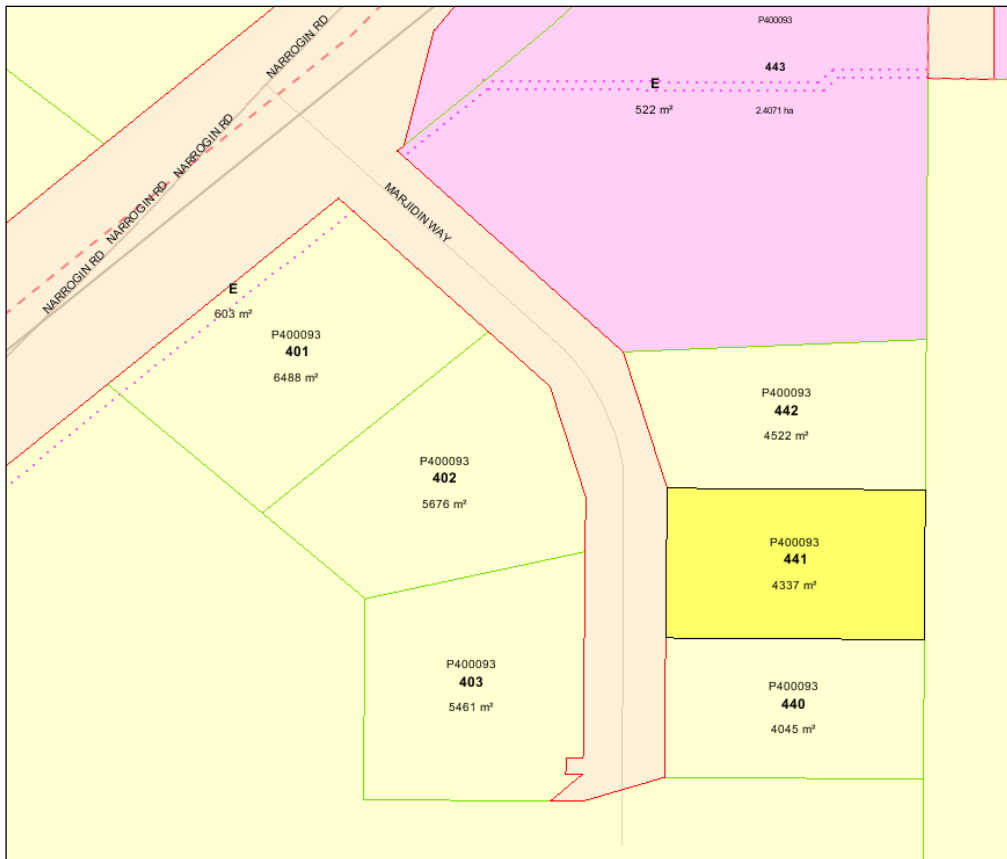 NARROGIN RD
NARROGIN RD
NARROGIN RD
NARROGIN RD
MARJIDIN WAY
P400093
443
E
522 m²
2.4071 ha
E
603 m²
P400093
401
6488 m²
P400093
402
5676 m²
P400093
403
5461 m²
P400093
442
4522 m²
P400093
441
4337 m²
P400093
440
4045 m²